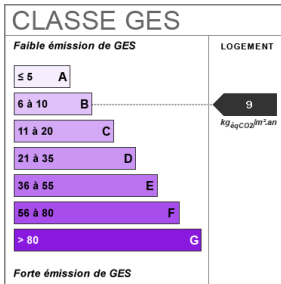 CLASSE GES
Faible émission de GES
LOGEMENT
≤ 5 A
6 à 10 B
9
kgéqCO2/m².an
11 à 20 C
21 à 35 D
36 à 55 E
56 à 80 F
> 80 G
Forte émission de GES